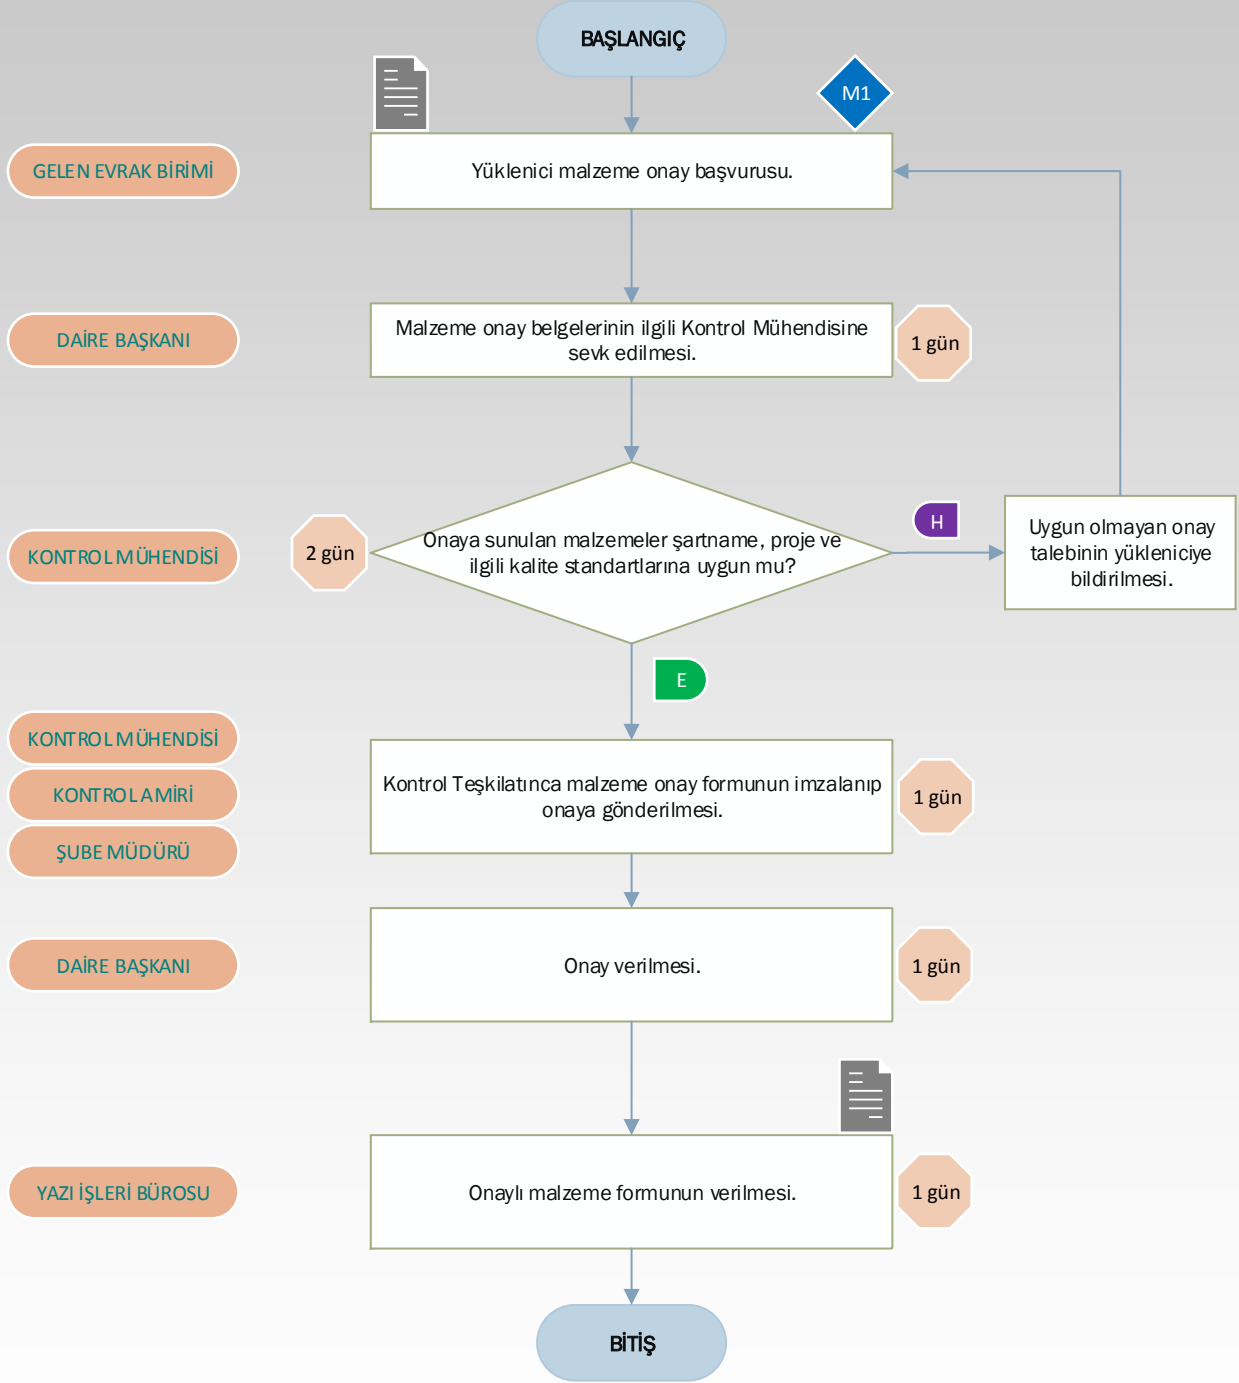 BAŞLANGIÇ
M1
GELEN EVRAK BİRİMİ
Yüklenici malzeme onay başvurusu.
DAİRE BAŞKANI
Malzeme onay belgelerinin ilgili Kontrol Mühendisine
sevk edilmesi.
1 gün
KONTROL MÜHENDİSİ
2 gün
Onaya sunulan malzemeler şartname, proje ve
ilgili kalite standartlarına uygun mu?
H
Uygun olmayan onay
talebinin yükleniciye
bildirilmesi.
E
KONTROL MÜHENDİSİ
KONTROL AMİRİ
ŞUBE MÜDÜRÜ
Kontrol Teşkilatınca malzeme onay formunun imzalanıp
onaya gönderilmesi.
1 gün
DAİRE BAŞKANI
Onay verilmesi.
1 gün
YAZI İŞLERİ BÜROSU
Onaylı malzeme formunun verilmesi.
1 gün
BİTİŞ